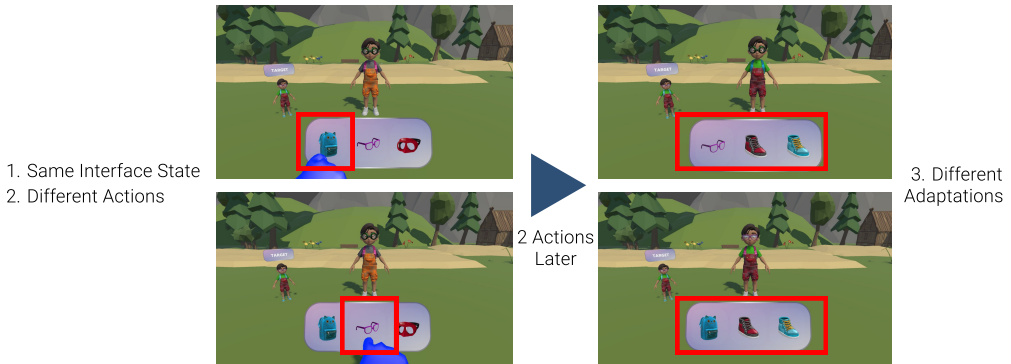 1. Same Interface State
2. Different Actions
TARGET
TARGET
2 Actions
Later
TARGET
TARGET
3. Different
Adaptations